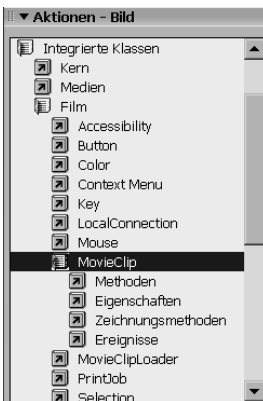 Aktionen - Bild
Integrierte Klassen
Kern
Medien
Film
Accessibility
Button
Color
Context Menu
Key
LocalConnection
Mouse
MovieClip
Methoden
Eigenschaften
Zeichnungsmethoden
Ereignisse
MovieClipLoader
PrintJob
Selection